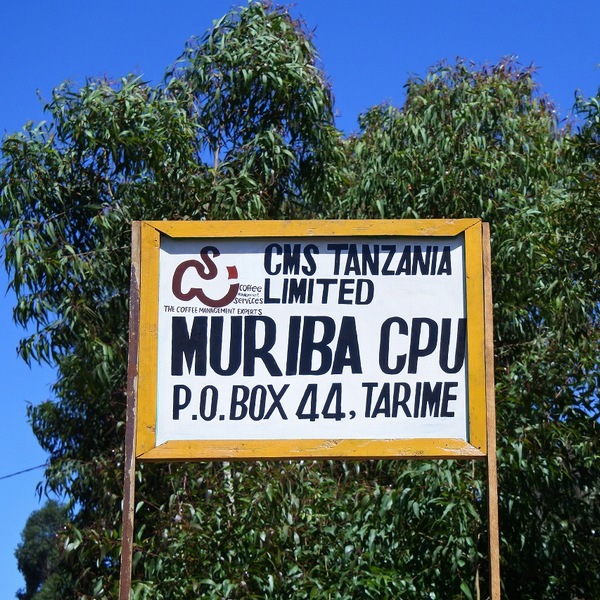 CMS TANZANIA
LIMITED
coffee
management
services
THE COFFEE MANAGEMENT EXPERTS
MURIBA CPU
P.O. BOX 44, TARIME